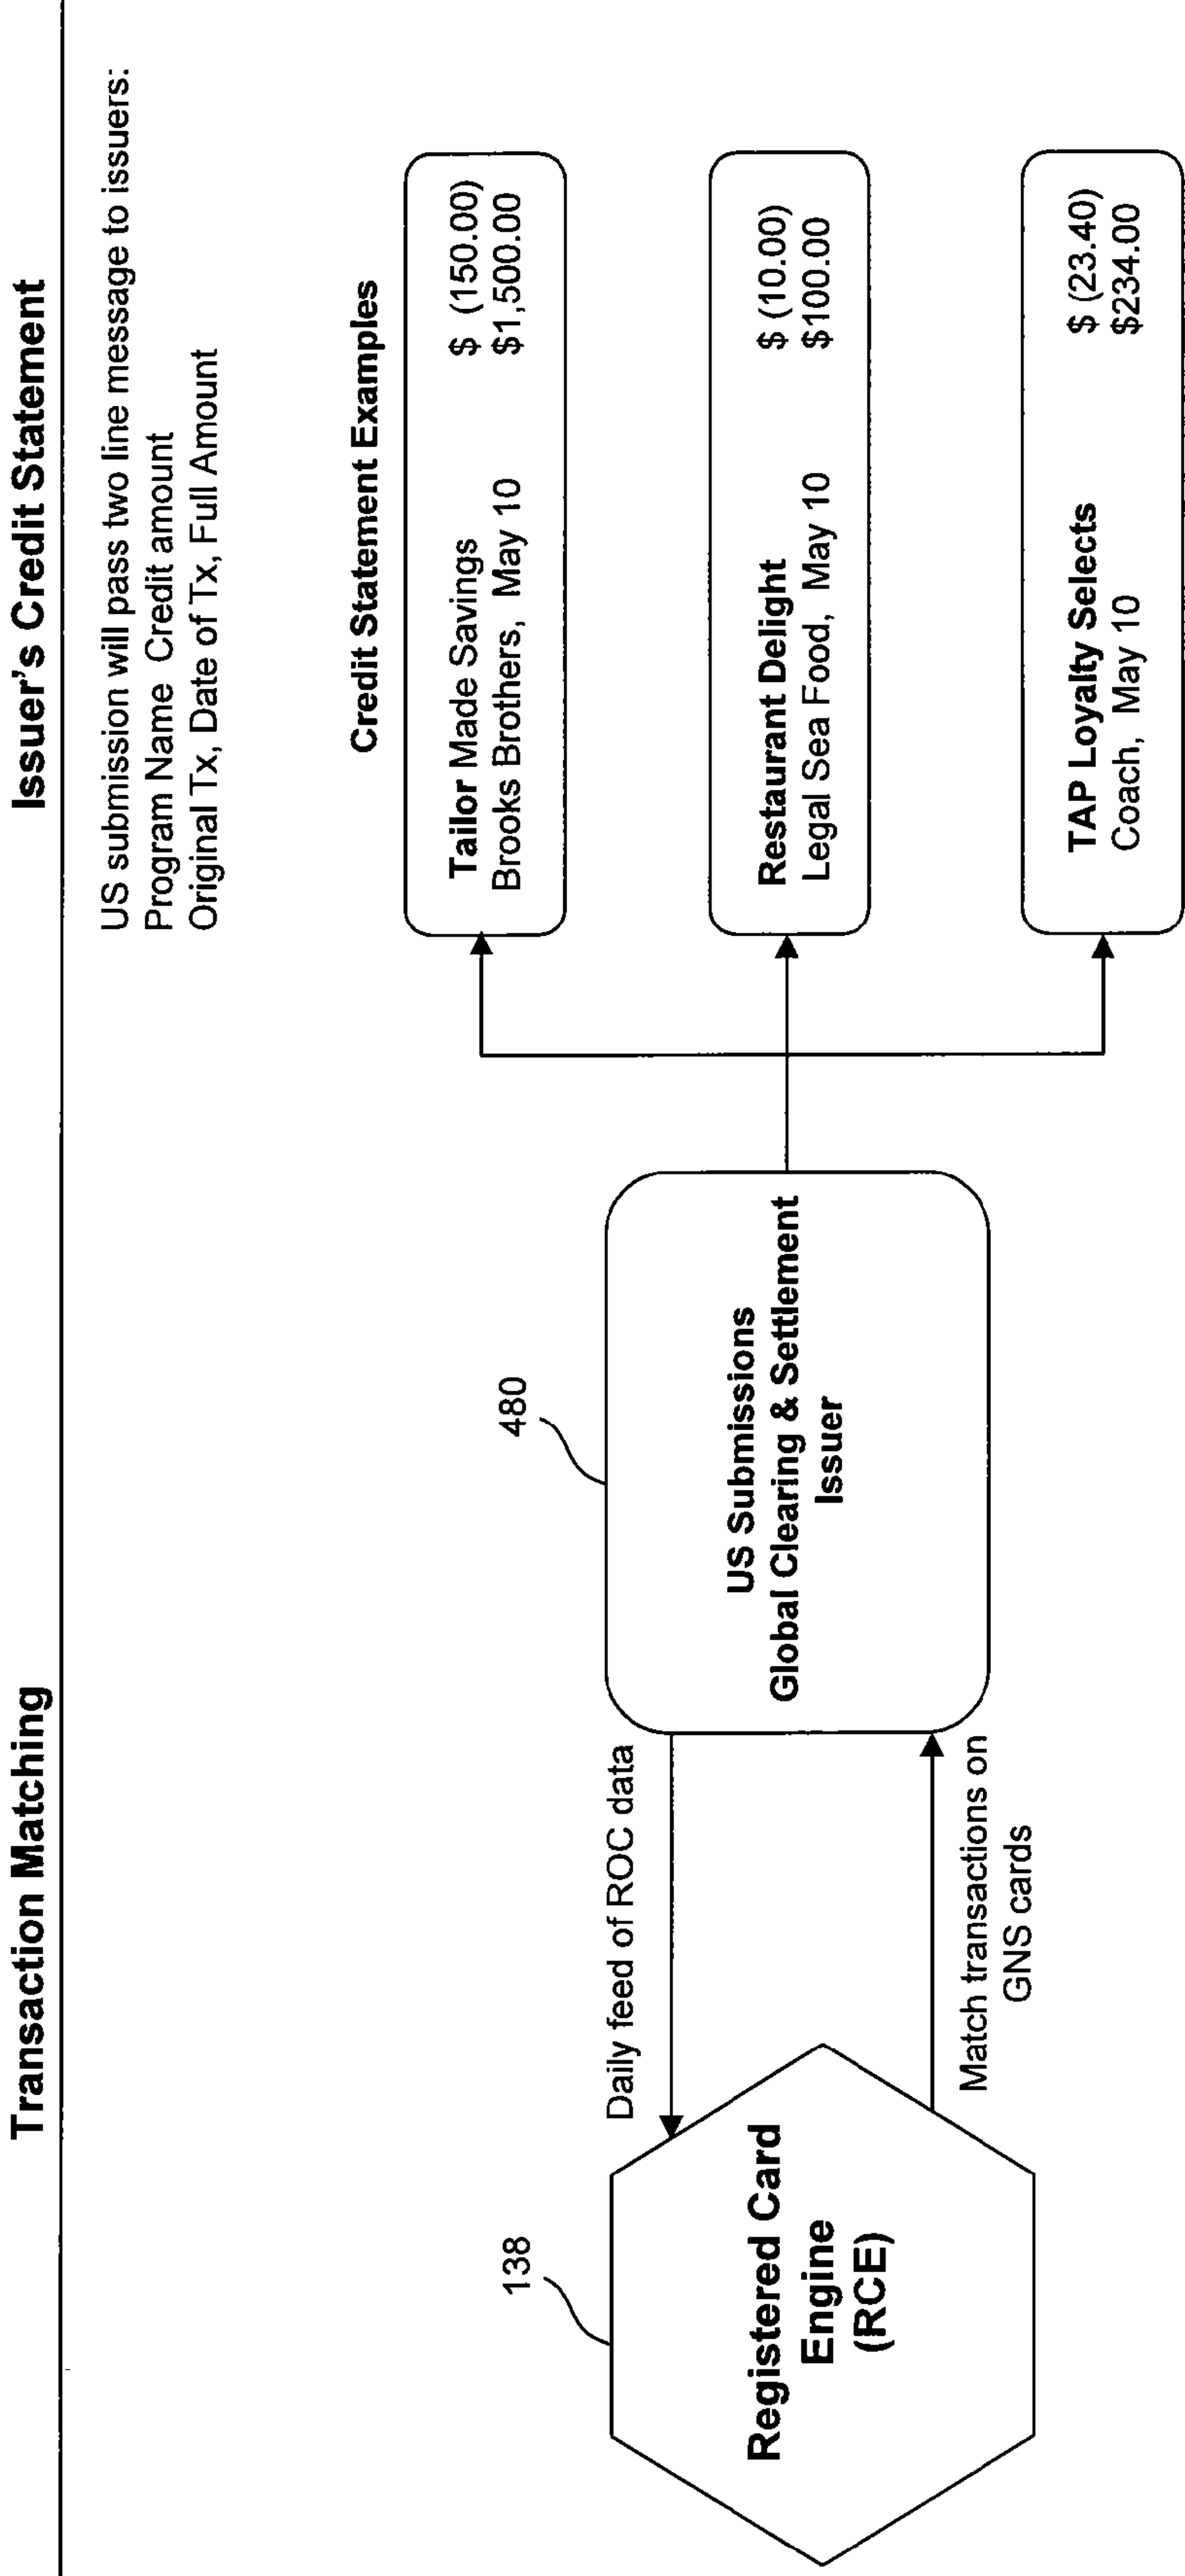 Transaction Matching
Issuer's Credit Statement
US submission will pass two line message to issuers:
Program Name  Credit amount
Original Tx, Date of Tx, Full Amount
Credit Statement Examples
138
Registered Card
Engine
(RCE)
Daily feed of ROC data
Match transactions on
GNS cards
480
US Submissions
Global Clearing & Settlement
Issuer
Tailor Made Savings $ (150.00)
Brooks Brothers, May 10 $1,500.00
Restaurant Delight $ (10.00)
Legal Sea Food, May 10 $100.00
TAP Loyalty Selects $ (23.40)
Coach, May 10 $234.00